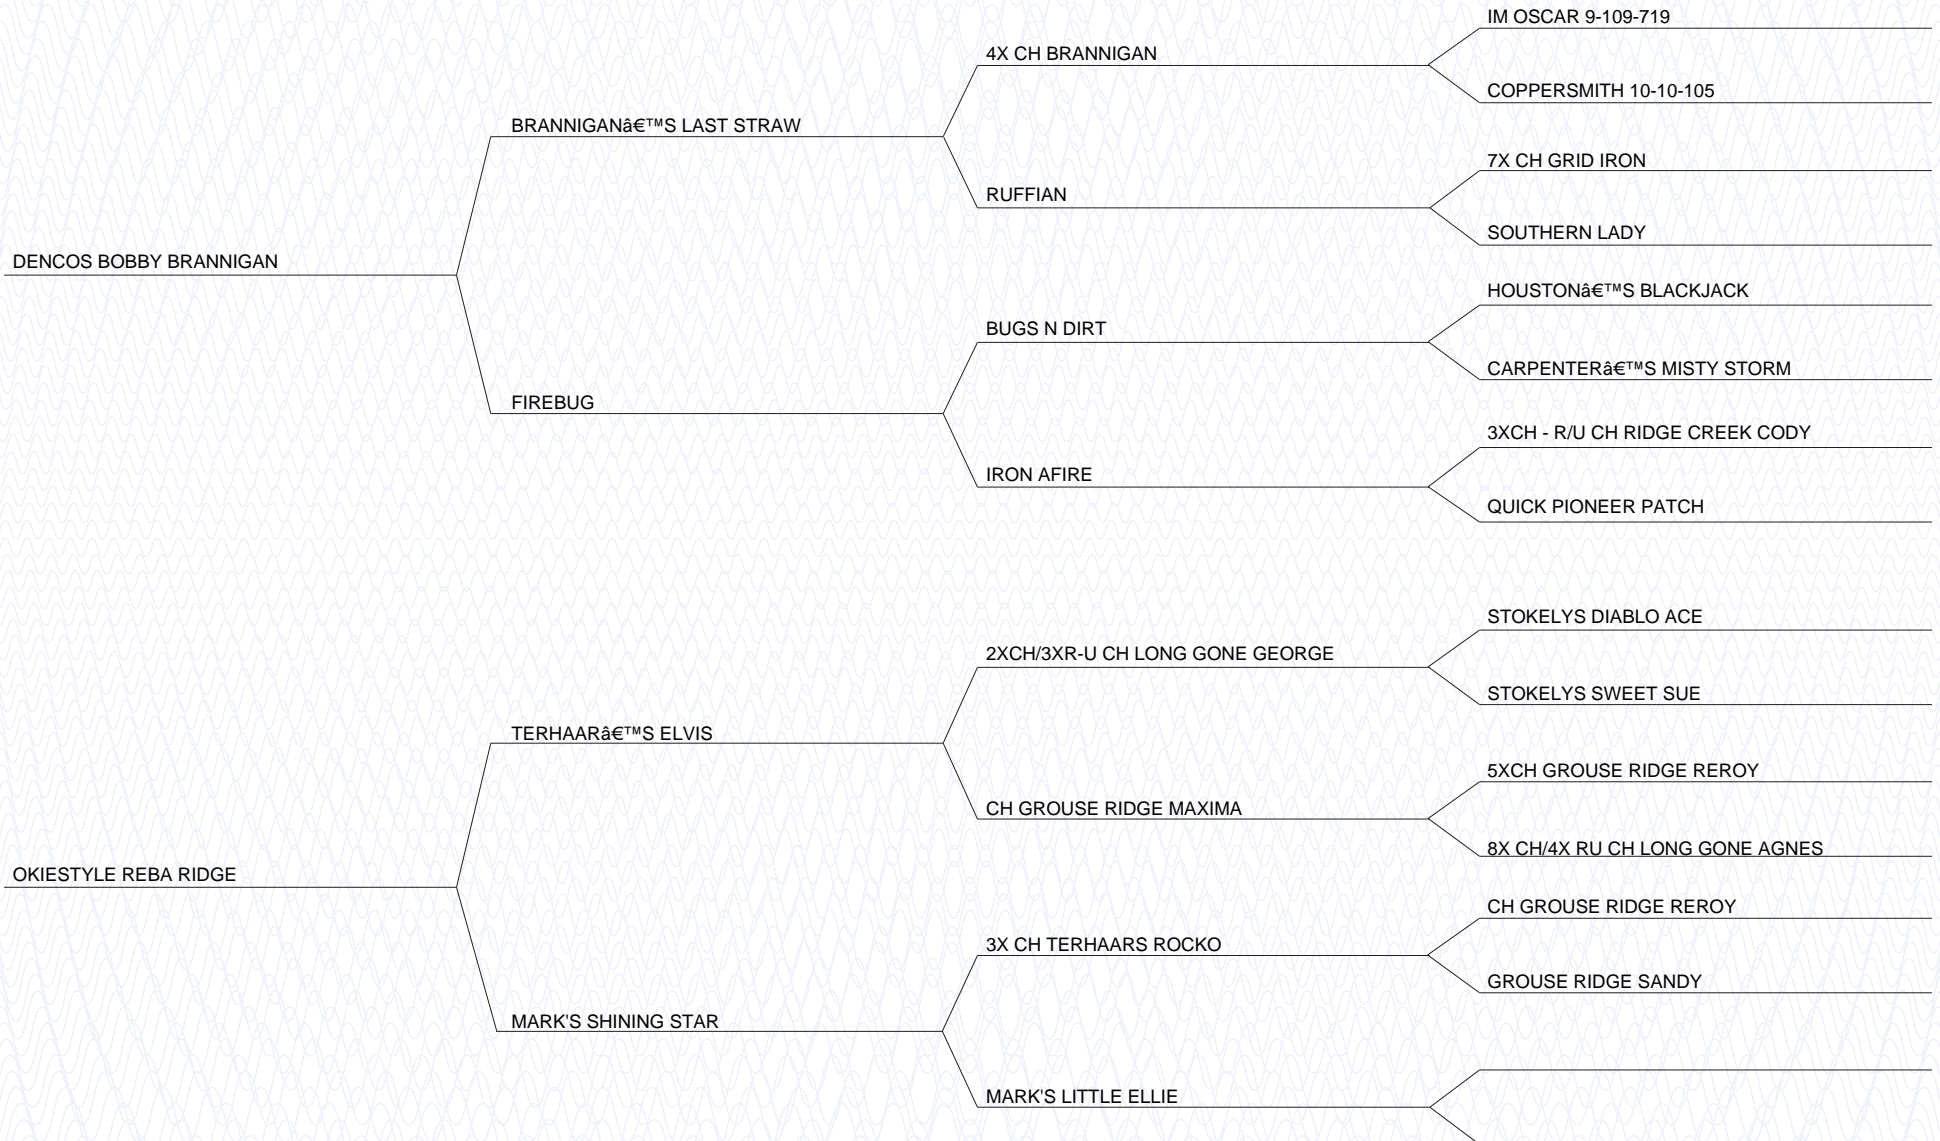 IM OSCAR 9-109-719
4X CH BRANNIGAN
COPPERSMITH 10-10-105
BRANNIGANâ€™S LAST STRAW
7X CH GRID IRON
RUFFIAN
SOUTHERN LADY
DENCOS BOBBY BRANNIGAN
HOUSTONâ€™S BLACKJACK
BUGS N DIRT
CARPENTERâ€™S MISTY STORM
FIREBUG
3XCH - R/U CH RIDGE CREEK CODY
IRON AFIRE
QUICK PIONEER PATCH
STOKELYS DIABLO ACE
2XCH/3XR-U CH LONG GONE GEORGE
STOKELYS SWEET SUE
TERHAARâ€™S ELVIS
5XCH GROUSE RIDGE REROY
CH GROUSE RIDGE MAXIMA
8X CH/4X RU CH LONG GONE AGNES
OKIESTYLE REBA RIDGE
CH GROUSE RIDGE REROY
3X CH TERHAARS ROCKO
GROUSE RIDGE SANDY
MARK'S SHINING STAR
MARK'S LITTLE ELLIE